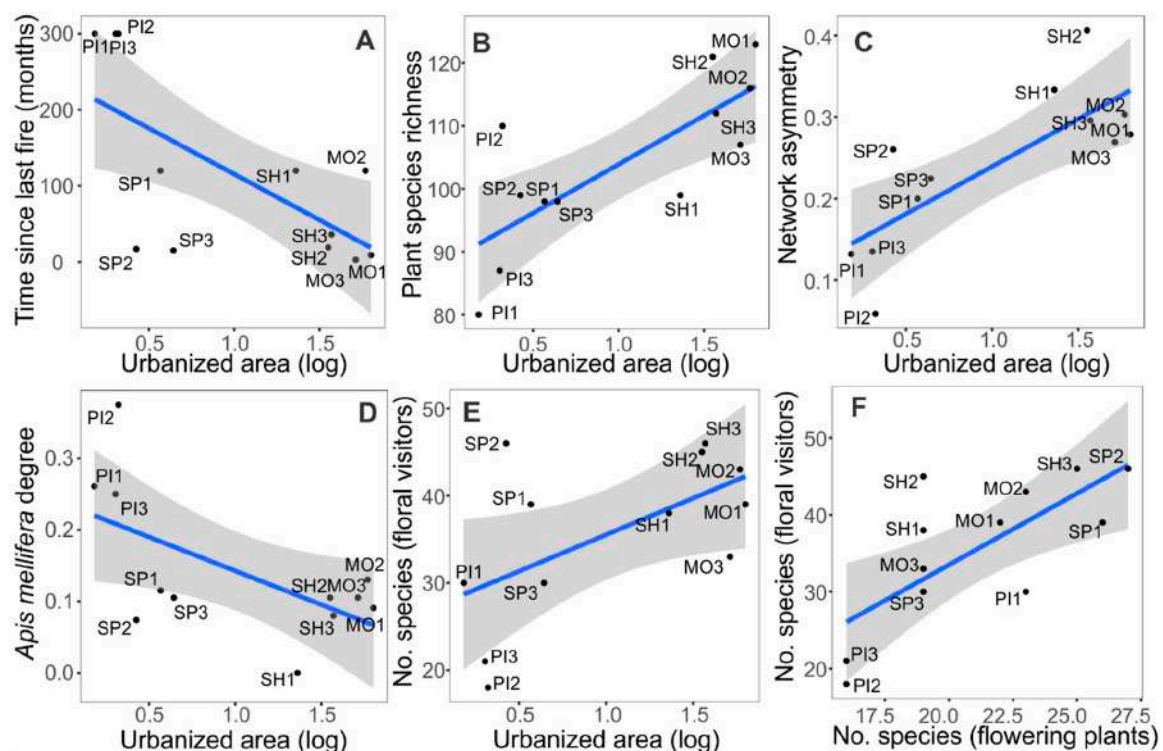 Time since last fire (months)
300
200
100
0
A
PI2
PI1
PI3
SP1
SP2
SP3
SH1
MO2
SH3
SH2
MO3
MO1
0.5
1.0
1.5
Urbanized area (log)
Plant species richness
120
100
80
B
MO1
SH2
MO2
SH3
MO3
PI2
SP2
SP1
SP3
SH1
PI3
PI1
0.5
1.0
1.5
Urbanized area (log)
Network asymmetry
0.4
0.3
0.2
0.1
C
SH2
SH1
MO2
SH3
MO1
MO3
SP2
SP3
SP1
PI1
PI3
PI2
0.5
1.0
1.5
Urbanized area (log)
Apis mellifera degree
0.3
0.2
0.1
0.0
D
PI2
PI1
PI3
SP1
SP3
SP2
MO2
SH2
MO3
SH3
MO1
SH1
0.5
1.0
1.5
Urbanized area (log)
No. species (floral visitors)
50
40
30
20
E
SP2
SH3
SH2
MO2
SP1
SH1
MO1
MO3
PI1
SP3
PI3
PI2
0.5
1.0
1.5
Urbanized area (log)
No. species (floral visitors)
50
40
30
20
F
SH3
SP2
SH2
MO2
SH1
MO1
SP1
MO3
SP3
PI1
PI3
PI2
17.5
20.0
22.5
25.0
27.5
No. species (flowering plants)